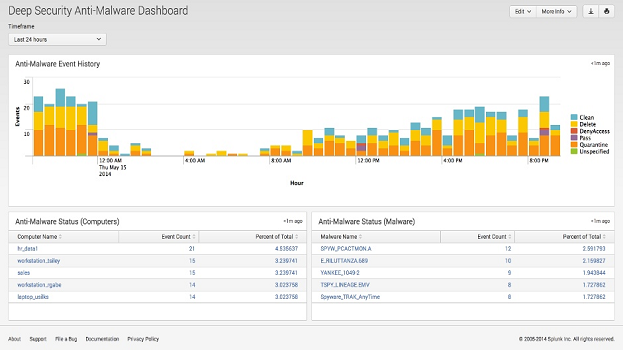 Deep Security Anti-Malware Dashboard
Edit More Info
Timeframe
Last 24 hours
Anti-Malware Event History <1m ago
30
20
10
Events
Clean
Delete
DenyAccess
Pass
Quarantine
Unspecified
12:00 AM 4:00 AM 8:00 AM 12:00 PM 4:00 PM 8:00 PM
Thu May 15
2014
Hour
Anti-Malware Status (Computers) <1m ago
Computer Name Event Count Percent of Total
hr_data1 21 4.535637
workstation_tsiley 15 3.239741
sales 15 3.239741
workstation_rgabe 14 3.023758
laptop_usilks 14 3.023758
Anti-Malware Status (Malware) <1m ago
Malware Name Event Count Percent of Total
SPYW_PCACTMON.A 12 2.591793
E_RILUTTANZA.689 10 2.159827
YANKEE_1049-2 9 1.943844
TSPY_LINEAGE.EMV 8 1.727862
Spyware_TRAK_AnyTime 8 1.727862
About Support File a Bug Documentation Privacy Policy
© 2005-2014 Splunk Inc. All rights reserved.